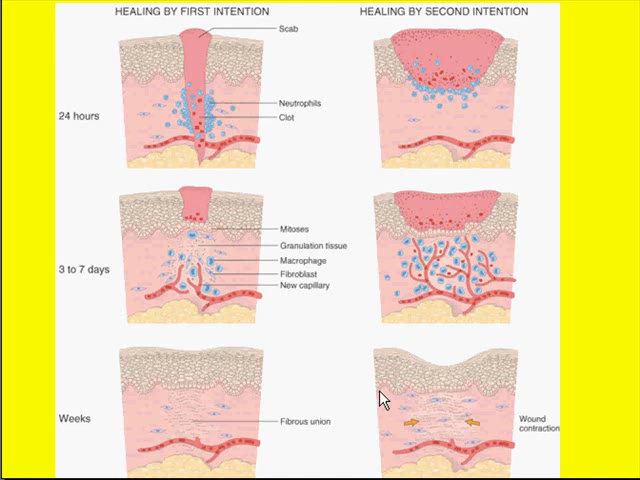 HEALING BY FIRST INTENTION
HEALING BY SECOND INTENTION
Scab
24 hours
Neutrophils
Clot
3 to 7 days
Mitoses
Granulation tissue
Macrophage
Fibroblast
New capillary
Weeks
Fibrous union
Wound
contraction